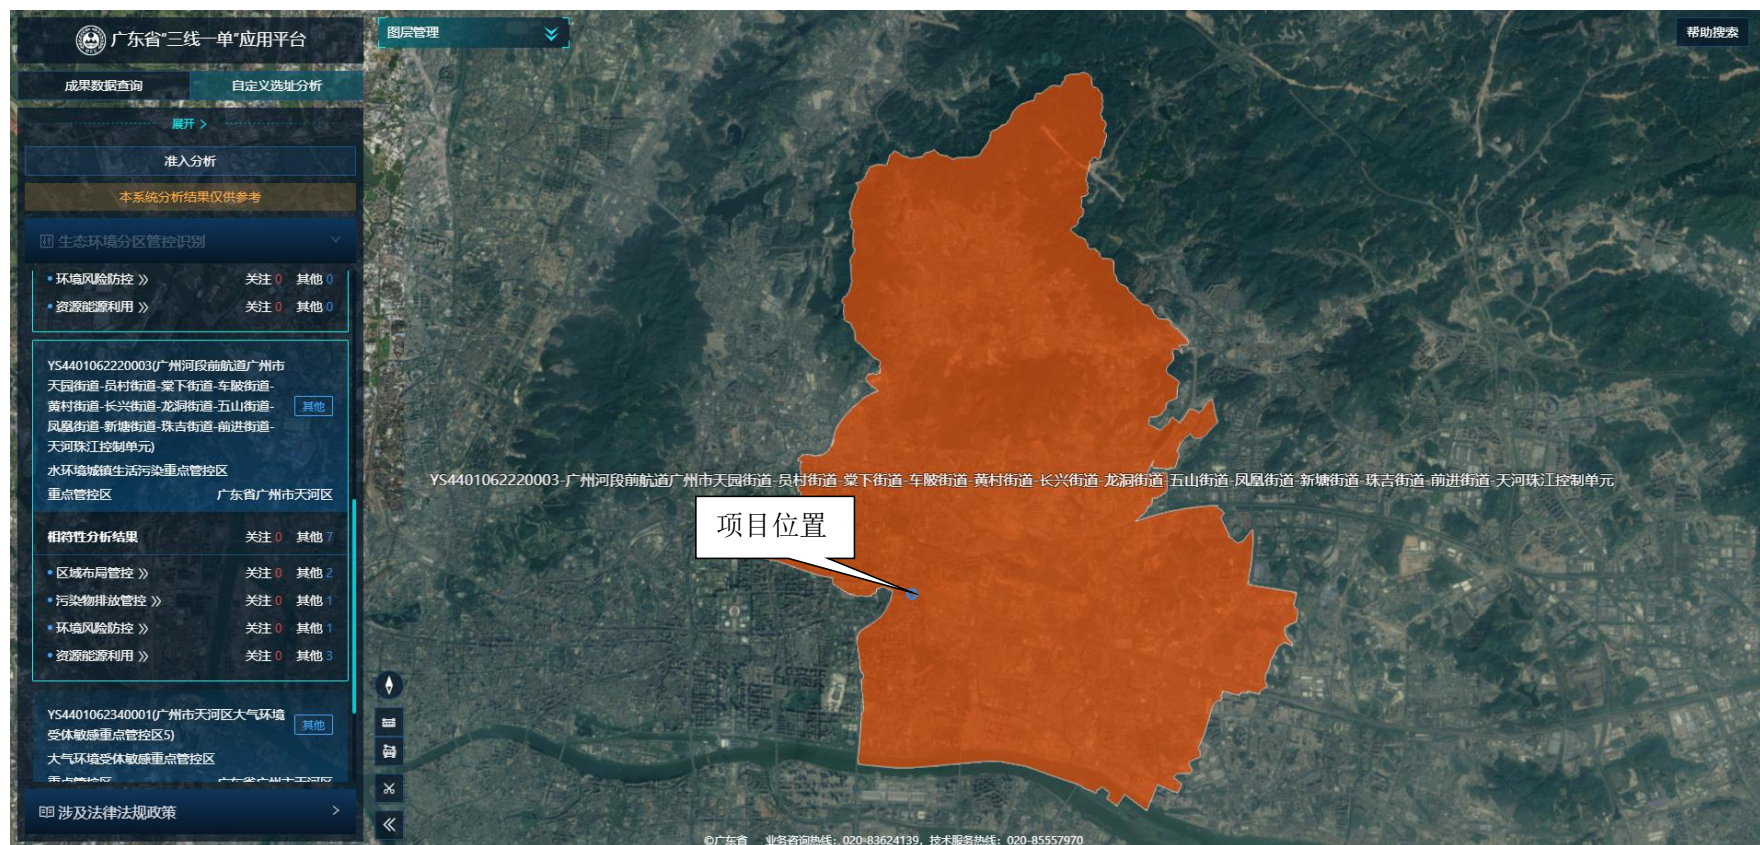 广东省"三线一单"应用平台
成果数据查询
自定义选址分析
展开 >
准入分析
本系统分析结果仅供参考
生态环境分区管控识别
环境风险防控 》 关注 0 其他 0
资源能源利用 》 关注 0 其他 0
YS4401062220003(广州河段前航道广州市
天园街道-员村街道-棠下街道-车陂街道-
黄村街道-长兴街道-龙洞街道-五山街道-
凤凰街道-新塘街道-珠吉街道-前进街道-
天河珠江控制单元)
其他
水环境城镇生活污染重点管控区
重点管控区 广东省广州市天河区
相符性分析结果 关注 0 其他 7
区域布局管控 》 关注 0 其他 2
污染物排放管控 》 关注 0 其他 1
环境风险防控 》 关注 0 其他 1
资源能源利用 》 关注 0 其他 3
YS4401062340001(广州市天河区大气环境
受体敏感重点管控区5)
其他
大气环境受体敏感重点管控区
重点管控区 广东省广州市天河区
涉及法律法规政策 >
图层管理
帮助搜索
YS4401062220003-广州河段前航道广州市天园街道-员村街道-棠下街道-车陂街道-黄村街道-长兴街道-龙洞街道-五山街道-凤凰街道-新塘街道-珠吉街道-前进街道-天河珠江控制单元
项目位置
©广东省 业务咨询热线：020-83624139，技术服务热线：020-85557970